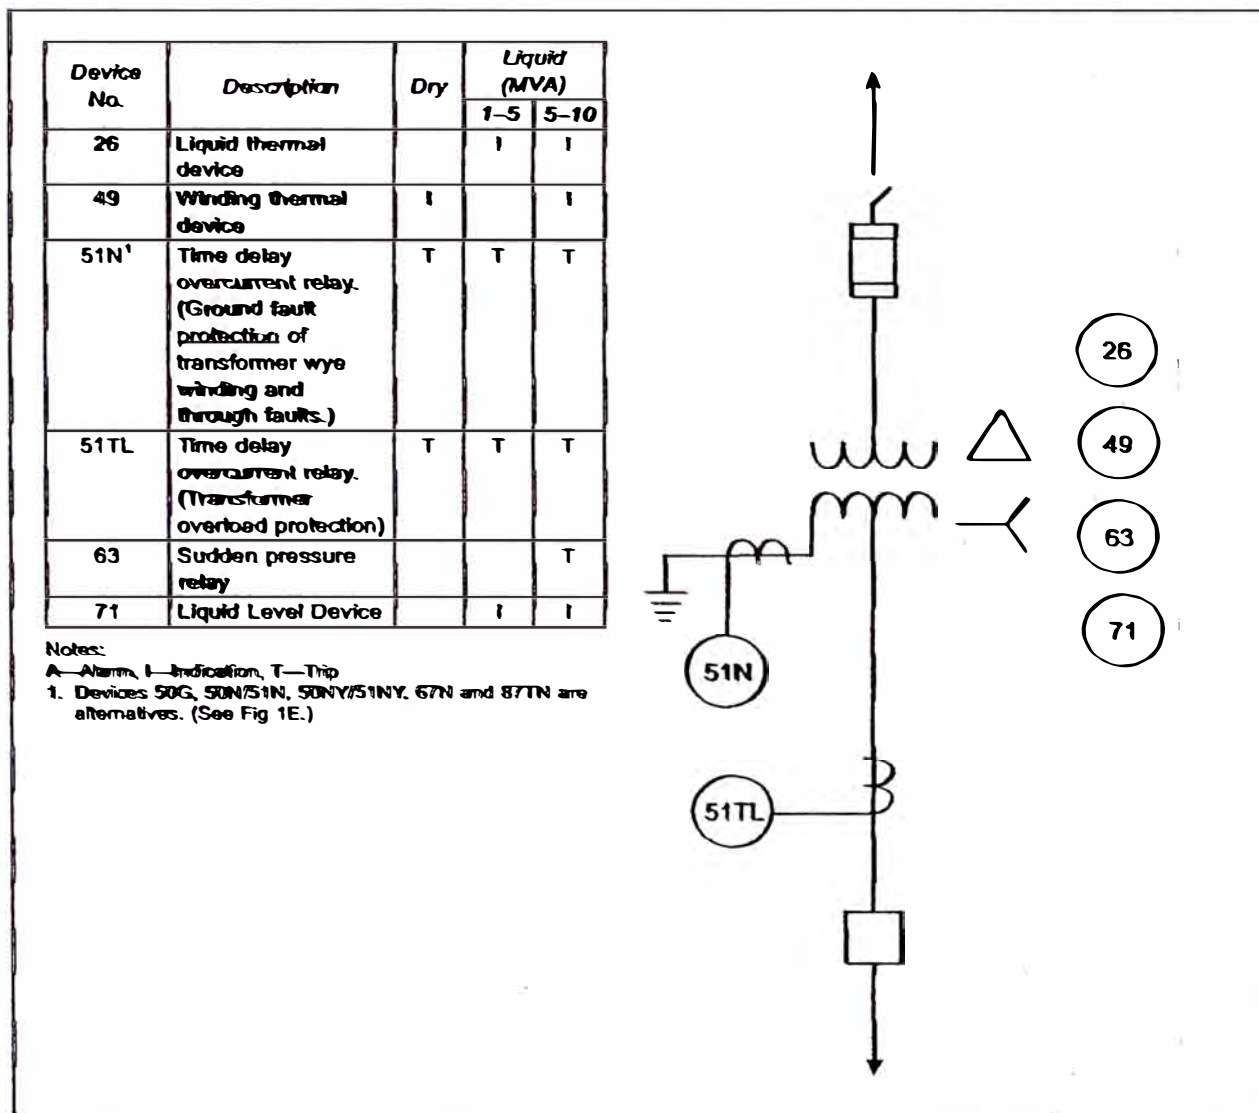 Device No. Description Dry Liquid (MVA)
1–5 5–10
26 Liquid thermal I I
device
49 Winding thermal I I
device
51N¹ Time delay T T T
overcurrent relay.
(Ground fault
protection of
transformer wye
winding and
through faults.)
51TL Time delay T T T
overcurrent relay.
(Transformer
overload protection)
63 Sudden pressure T
relay
71 Liquid Level Device I I
Notes:
A—Alarm, I—Indication, T—Trip
1. Devices 50G, 50N/51N, 50NY/51NY, 67N and 87TN are
alternatives. (See Fig 1E.)
26
49
63
71
51N
51TL